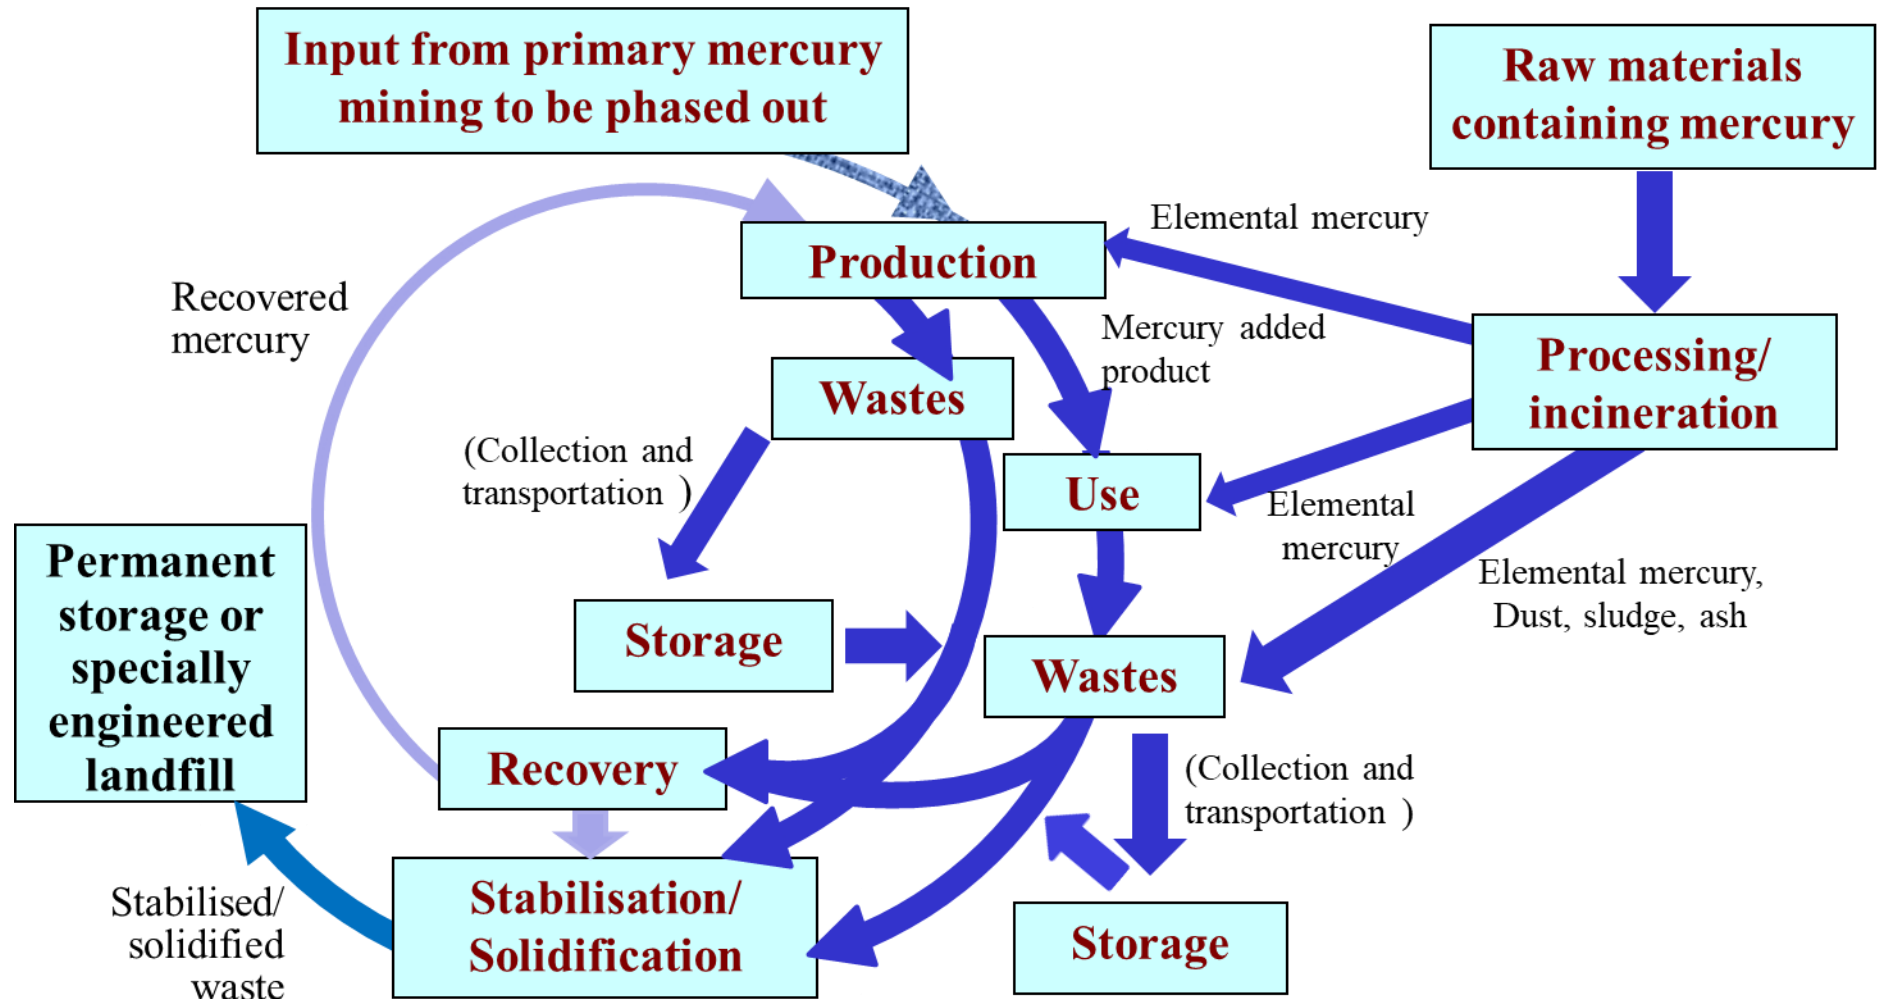 Input from primary mercury
mining to be phased out
Raw materials
containing mercury
Elemental mercury
Production
Recovered
mercury
Mercury added
product
Processing/
incineration
Wastes
(Collection and
transportation )
Use
Elemental
mercury
Permanent
storage or
specially
engineered
landfill
Elemental mercury,
Dust, sludge, ash
Storage
Wastes
Recovery
(Collection and
transportation )
Stabilisation/
Solidification
Stabilised/
solidified
waste
Storage